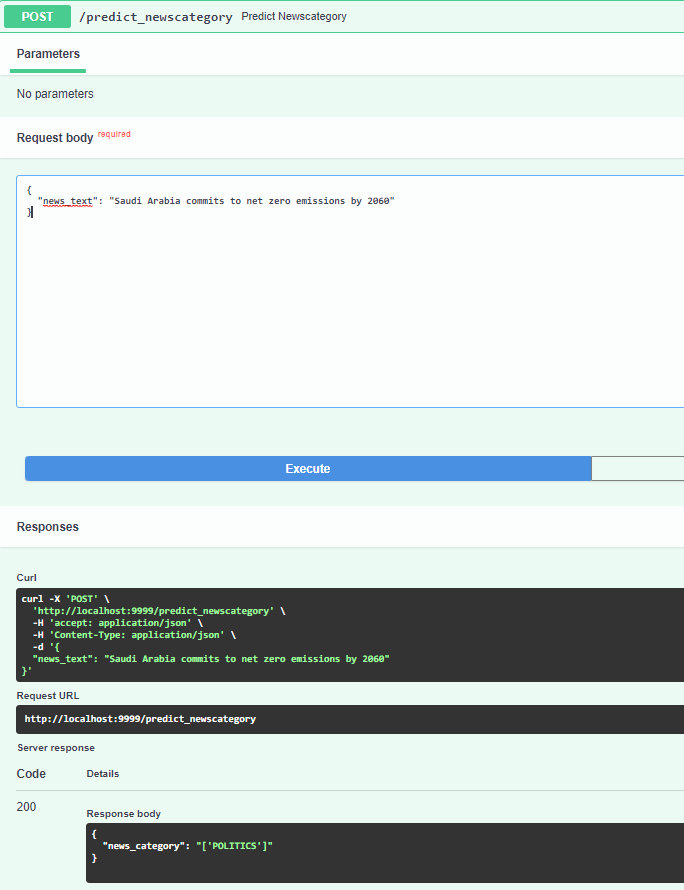 POST /predict_newscategory Predict Newscategory
Parameters
No parameters
Request body required
{
"news_text": "Saudi Arabia commits to net zero emissions by 2060"
}
Execute
Responses
Curl
curl -X 'POST' \
'http://localhost:9999/predict_newscategory' \
-H 'accept: application/json' \
-H 'Content-Type: application/json' \
-d '{
"news_text": "Saudi Arabia commits to net zero emissions by 2060"
}'
Request URL
http://localhost:9999/predict_newscategory
Server response
Code Details
200
Response body
{
"news_category": "['POLITICS']"
}